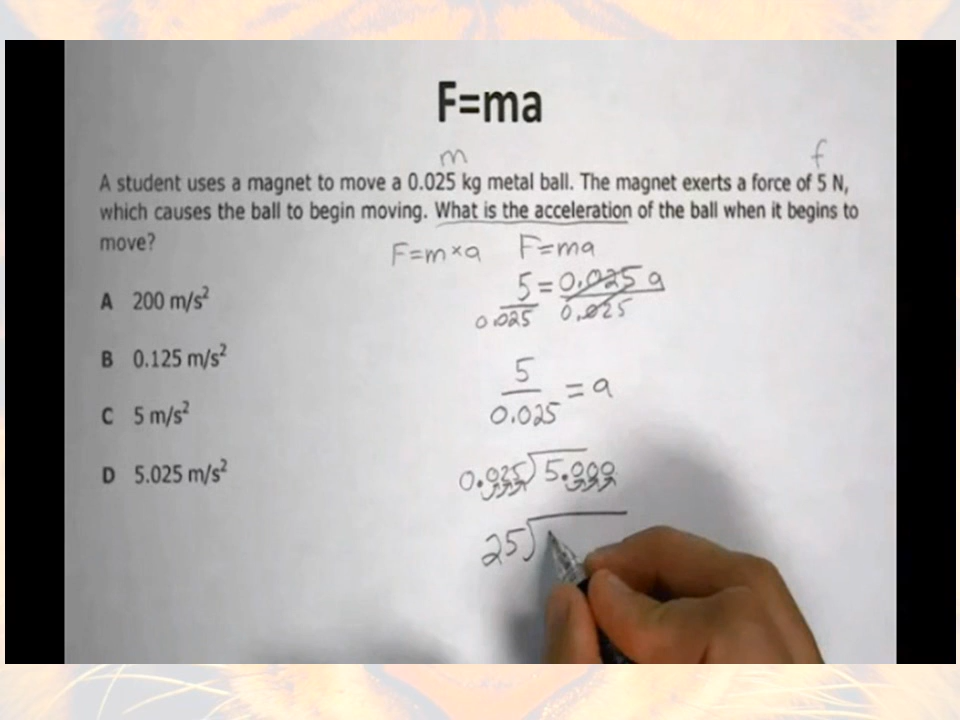 F=ma
m
f
A student uses a magnet to move a 0.025 kg metal ball. The magnet exerts a force of 5 N,
which causes the ball to begin moving. What is the acceleration of the ball when it begins to
move?
F=m×a
F=ma
5 = 0.025 a
0.025 0.025
A 200 m/s²
5
0.025 = a
B 0.125 m/s²
C 5 m/s²
0.025 5.000
D 5.025 m/s²
25